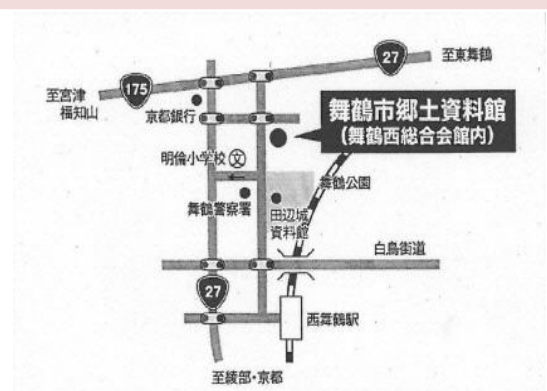 27
至東舞鶴
175
至宮津
福知山
京都銀行
舞鶴市郷土資料館
(舞鶴西総合会館内)
明倫小学校
文
舞鶴公園
舞鶴警察署
田辺城
資料館
白鳥街道
27
西舞鶴駅
至綾部・京都